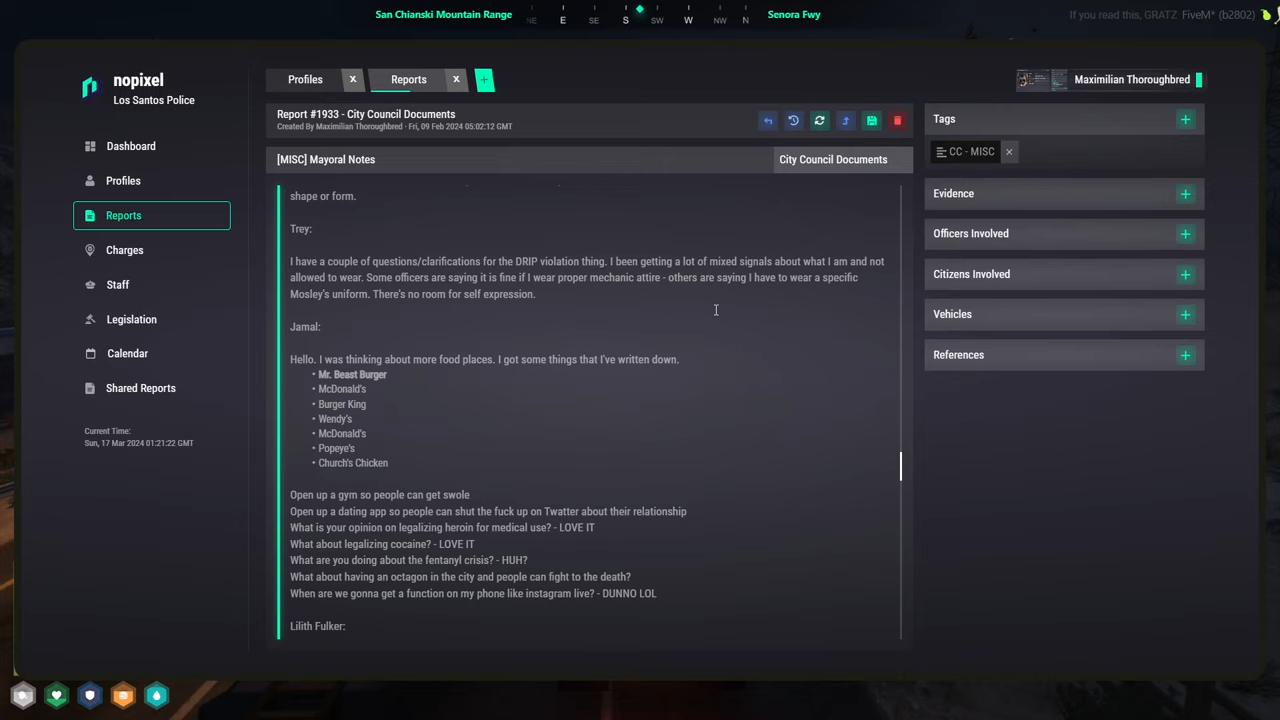 San Chianski Mountain Range
NE E SE S SW W NW N
Senora Fwy
If you read this, GRATZ FiveM* (b2802)
nopixel
Los Santos Police
Profiles x Reports x +
Maximilian Thoroughbred
Dashboard
Profiles
Reports
Charges
Staff
Legislation
Calendar
Shared Reports
Current Time:
Sun, 17 Mar 2024 01:21:22 GMT
Report #1933 - City Council Documents
Created By Maximilian Thoroughbred - Fri, 09 Feb 2024 05:02:12 GMT
[MISC] Mayoral Notes
City Council Documents
shape or form.
Trey:
I have a couple of questions/clarifications for the DRIP violation thing. I been getting a lot of mixed signals about what I am and not
allowed to wear. Some officers are saying it is fine if I wear proper mechanic attire - others are saying I have to wear a specific
Mosley's uniform. There's no room for self expression.
Jamal:
Hello. I was thinking about more food places. I got some things that I've written down.
• Mr. Beast Burger
• McDonald's
• Burger King
• Wendy's
• McDonald's
• Popeye's
• Church's Chicken
Open up a gym so people can get swole
Open up a dating app so people can shut the fuck up on Twatter about their relationship
What is your opinion on legalizing heroin for medical use? - LOVE IT
What about legalizing cocaine? - LOVE IT
What are you doing about the fentanyl crisis? - HUH?
What about having an octagon in the city and people can fight to the death?
When are we gonna get a function on my phone like instagram live? - DUNNO LOL
Lilith Fulker:
Tags +
CC - MISC x
Evidence +
Officers Involved +
Citizens Involved +
Vehicles +
References +